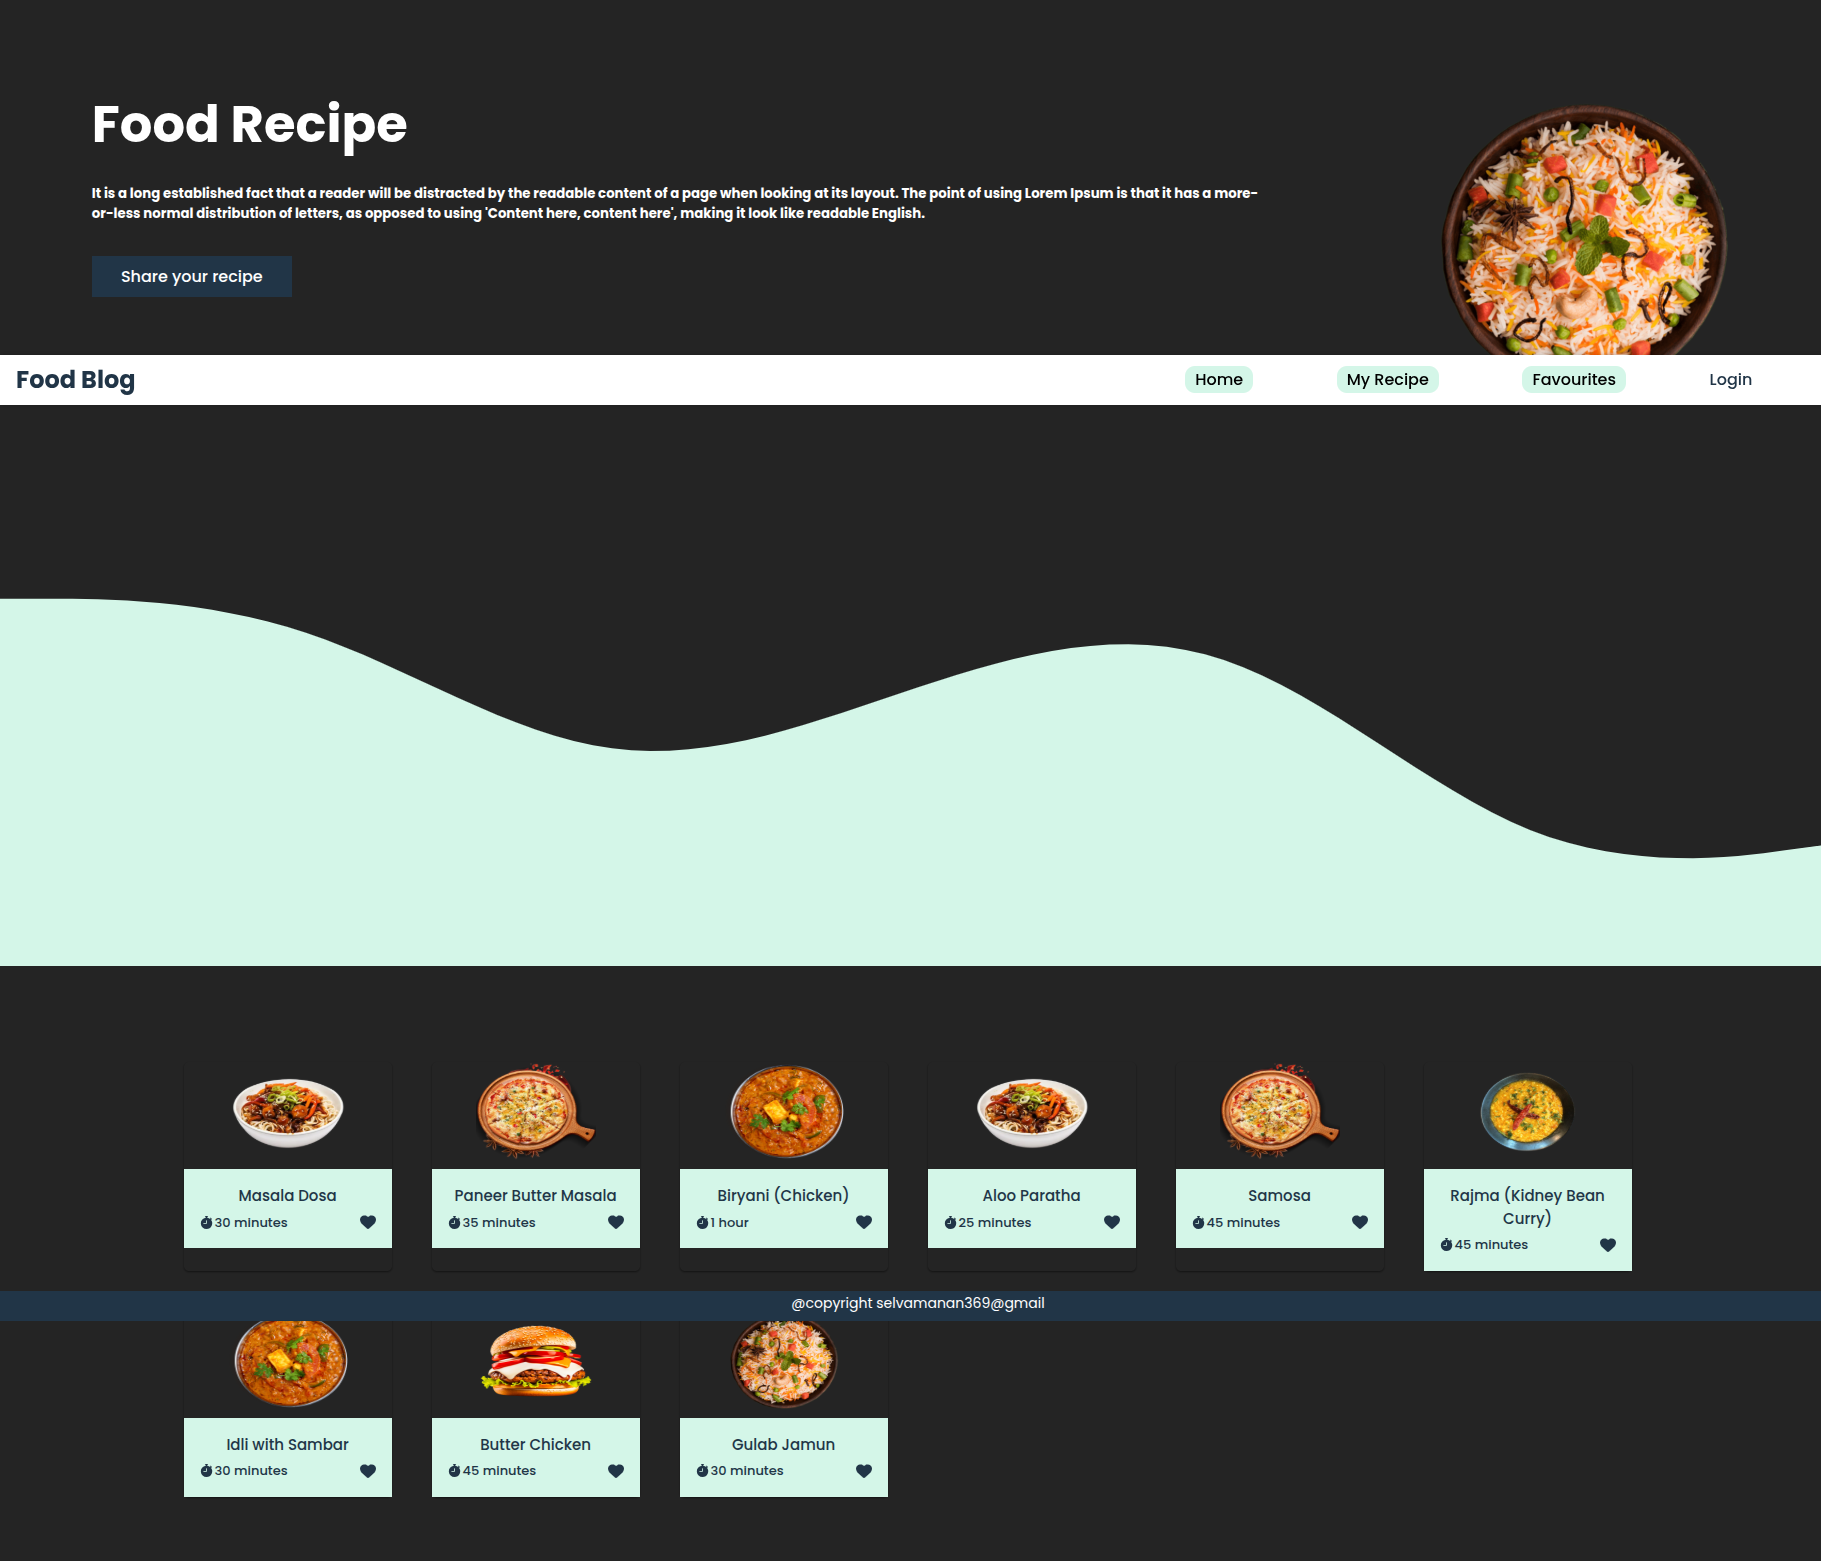 Food Recipe
It is a long established fact that a reader will be distracted by the readable content of a page when looking at its layout. The point of using Lorem Ipsum is that it has a more-
or-less normal distribution of letters, as opposed to using 'Content here, content here', making it look like readable English.
Share your recipe
Food Blog
Home
My Recipe
Favourites
Login
Masala Dosa
30 minutes
Paneer Butter Masala
35 minutes
Biryani (Chicken)
1 hour
Aloo Paratha
25 minutes
Samosa
45 minutes
Rajma (Kidney Bean
Curry)
45 minutes
@copyright selvamanan369@gmail
Idli with Sambar
30 minutes
Butter Chicken
45 minutes
Gulab Jamun
30 minutes